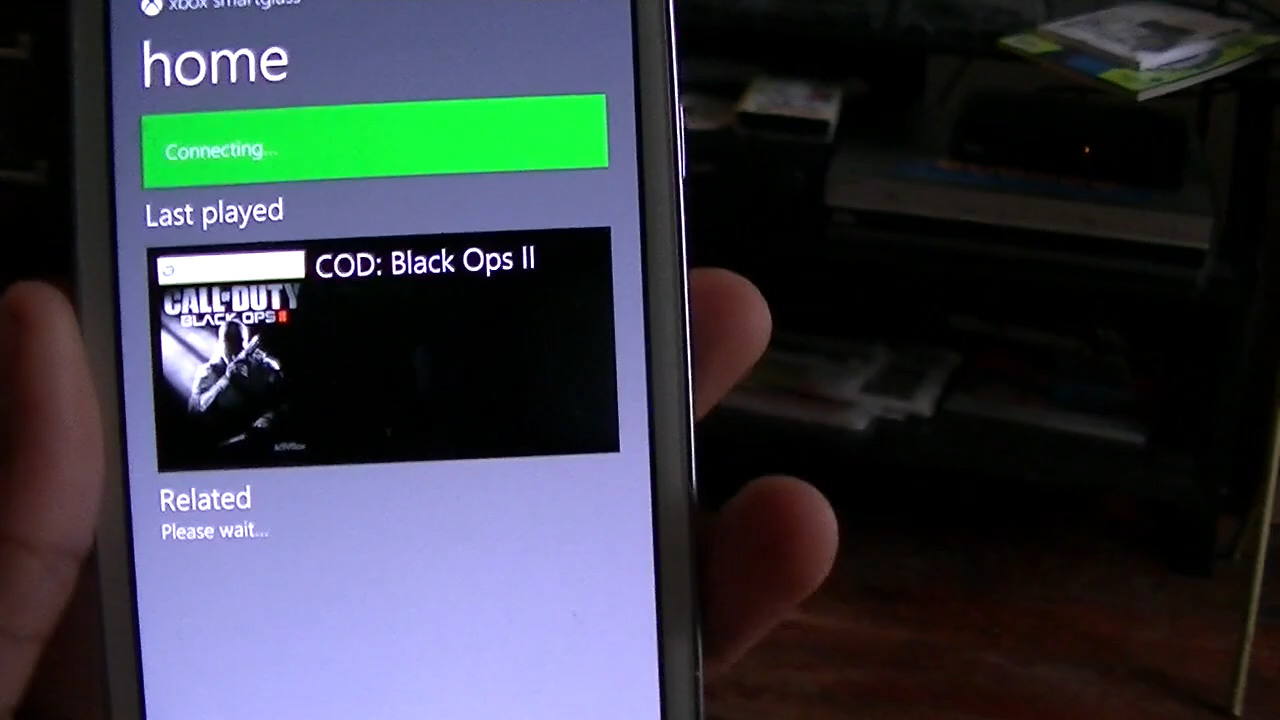 xbox smartglass
home
Connecting...
Last played
COD: Black Ops II
CALL OF DUTY
BLACK OPS II
ACTIVISION
Related
Please wait...